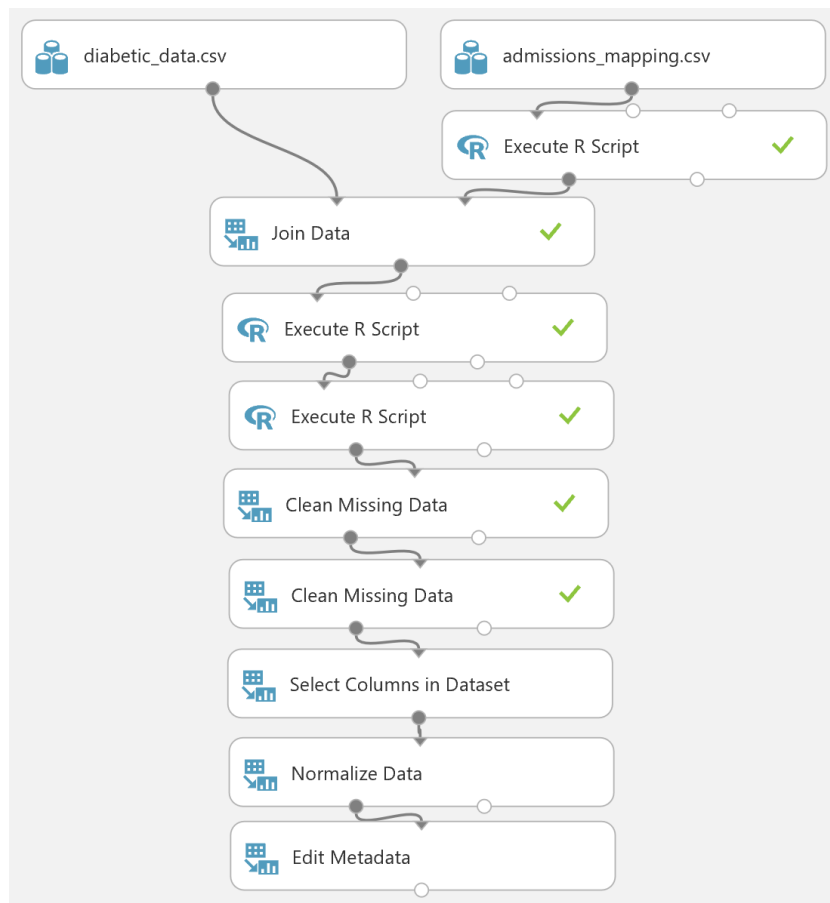 diabetic_data.csv
admissions_mapping.csv
Execute R Script
Join Data
Execute R Script
Execute R Script
Clean Missing Data
Clean Missing Data
Select Columns in Dataset
Normalize Data
Edit Metadata